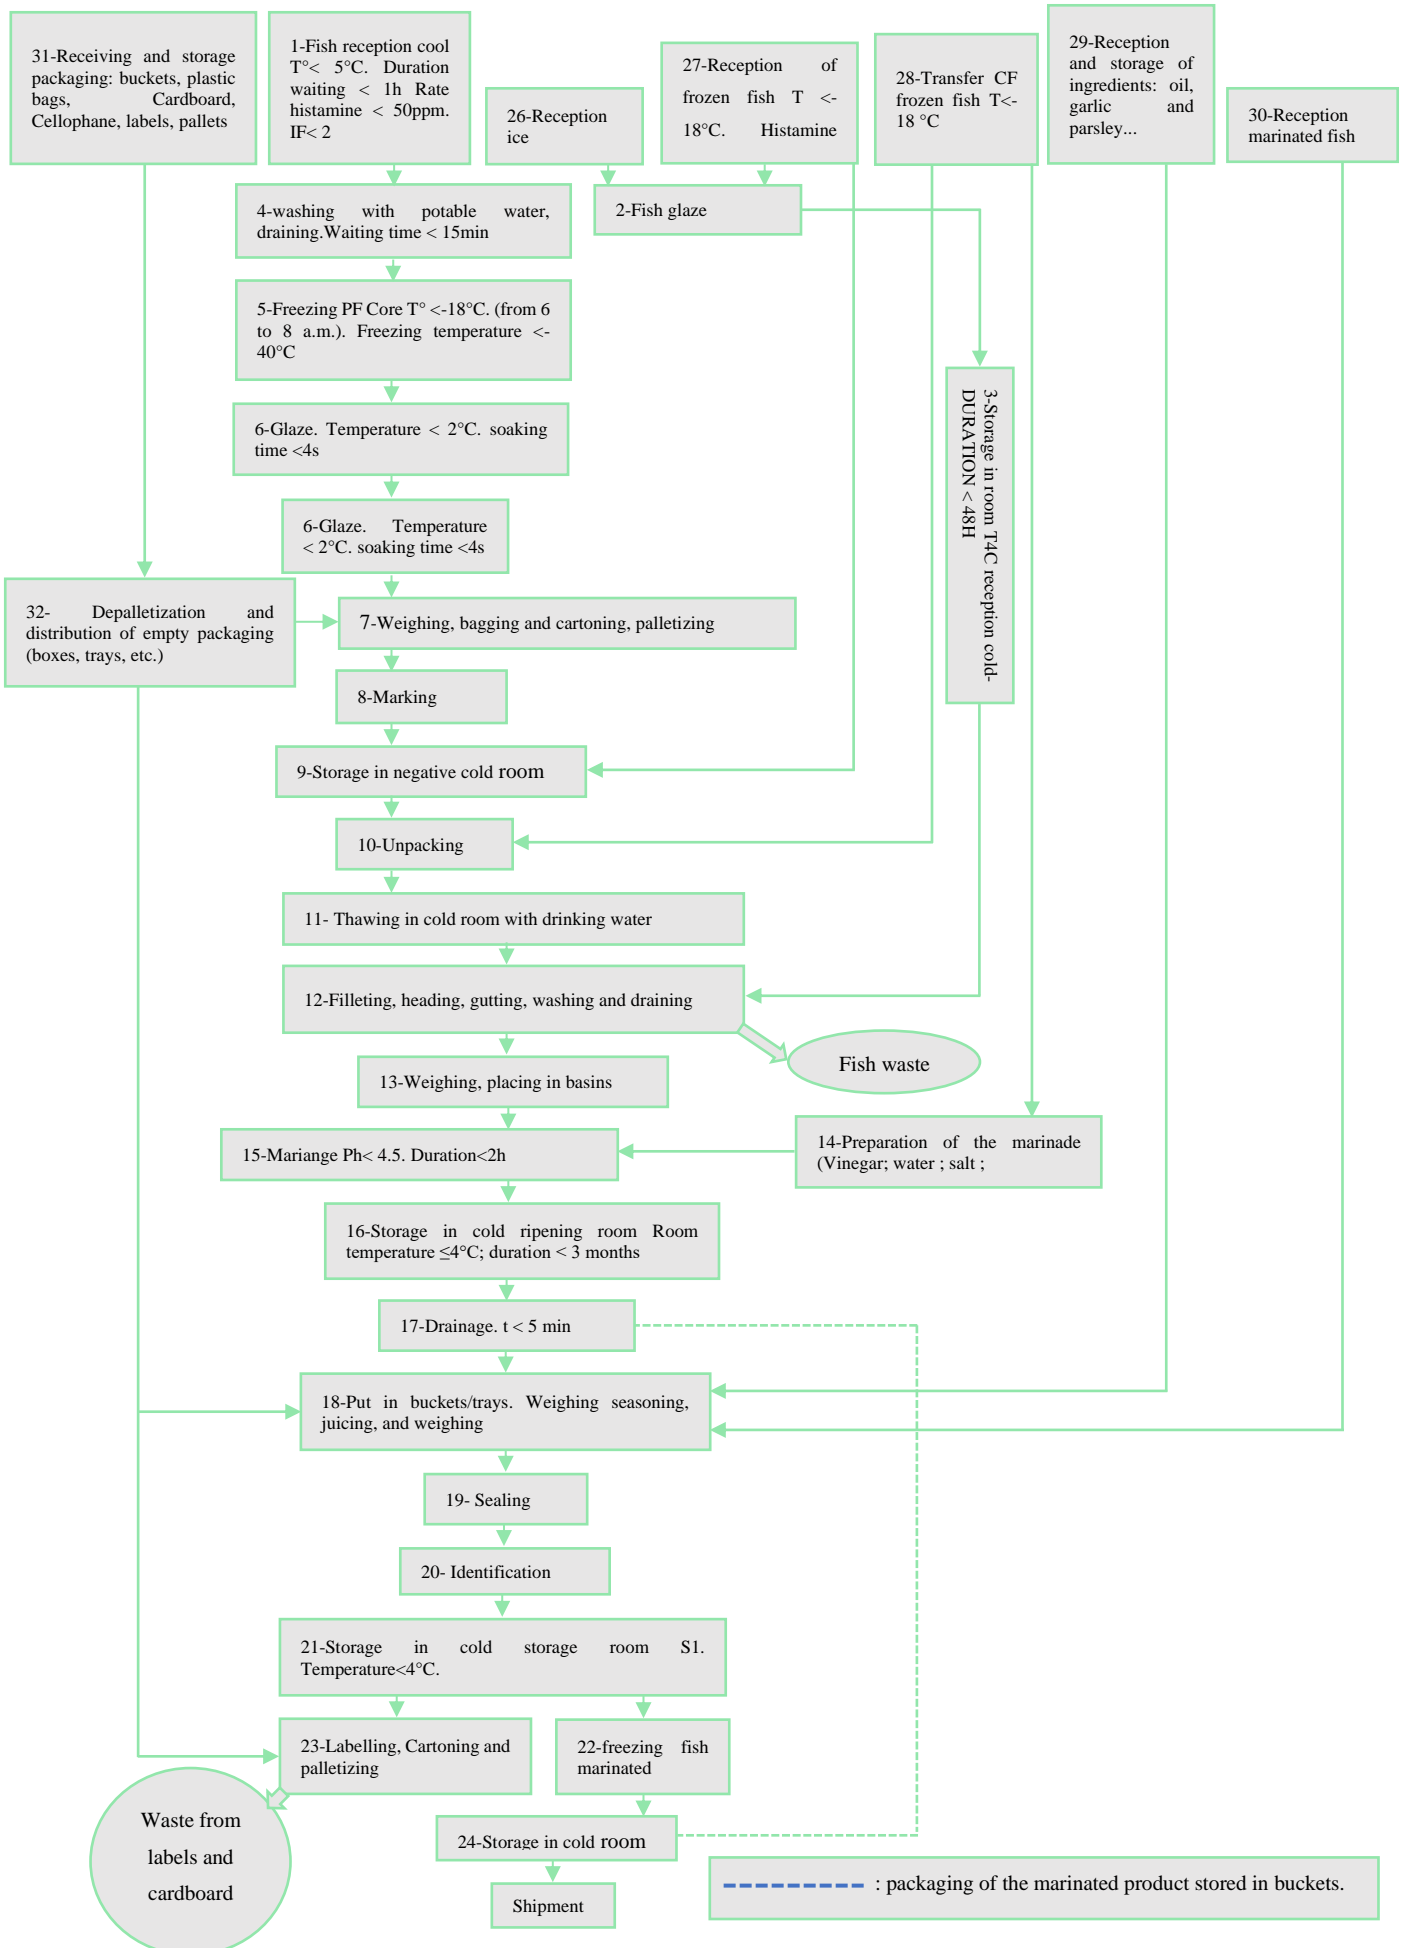 31-Receiving and storage
packaging: buckets, plastic
bags, Cardboard,
Cellophane, labels, pallets
1-Fish reception cool
T°< 5°C. Duration
waiting < 1h Rate
histamine < 50ppm.
IF< 2
26-Reception
ice
27-Reception of
frozen fish T <-
18°C. Histamine
28-Transfer CF
frozen fish T<-
18 °C
29-Reception
and storage of
ingredients: oil,
garlic and
parsley...
30-Reception
marinated fish
4-washing with potable water,
draining.Waiting time < 15min
2-Fish glaze
5-Freezing PF Core T° <-18°C. (from 6
to 8 a.m.). Freezing temperature <-
40°C
3-Storage in room T4C reception cold-
DURATION < 48H
6-Glaze. Temperature < 2°C. soaking
time <4s
6-Glaze. Temperature
< 2°C. soaking time <4s
32- Depalletization and
distribution of empty packaging
(boxes, trays, etc.)
7-Weighing, bagging and cartoning, palletizing
8-Marking
9-Storage in negative cold room
10-Unpacking
11- Thawing in cold room with drinking water
12-Filleting, heading, gutting, washing and draining
Fish waste
13-Weighing, placing in basins
14-Preparation of the marinade
(Vinegar; water ; salt ;
15-Mariange Ph< 4.5. Duration<2h
16-Storage in cold ripening room Room
temperature ≤4°C; duration < 3 months
17-Drainage. t < 5 min
18-Put in buckets/trays. Weighing seasoning,
juicing, and weighing
19- Sealing
20- Identification
21-Storage in cold storage room S1.
Temperature<4°C.
23-Labelling, Cartoning and
palletizing
22-freezing fish
marinated
Waste from
labels and
cardboard
24-Storage in cold room
Shipment
: packaging of the marinated product stored in buckets.